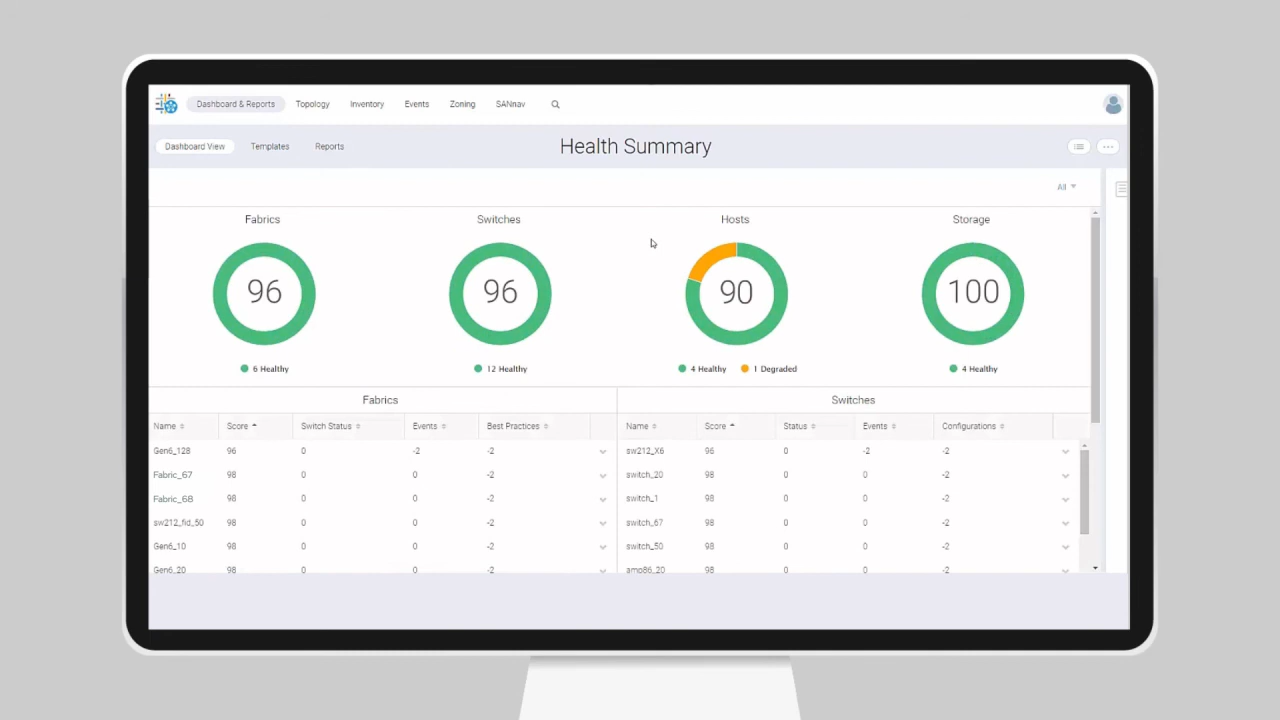 Dashboard & Reports Topology Inventory Events Zoning SANnav
Dashboard View Templates Reports Health Summary
All
Fabrics Switches Hosts Storage
96 96 90 100
6 Healthy 12 Healthy 4 Healthy 1 Degraded 4 Healthy
Fabrics Switches
Name Score Switch Status Events Best Practices Name Score Status Events Configurations
Gen6_128 96 0 -2 -2 sw212_X6 96 0 -2 -2
Fabric_67 98 0 0 -2 switch_20 98 0 0 -2
Fabric_68 98 0 0 -2 switch_1 98 0 0 -2
sw212_fid_50 98 0 0 -2 switch_67 98 0 0 -2
Gen6_10 98 0 0 -2 switch_50 98 0 0 -2
Gen6_20 98 0 0 -2 amp86_20 98 0 0 -2